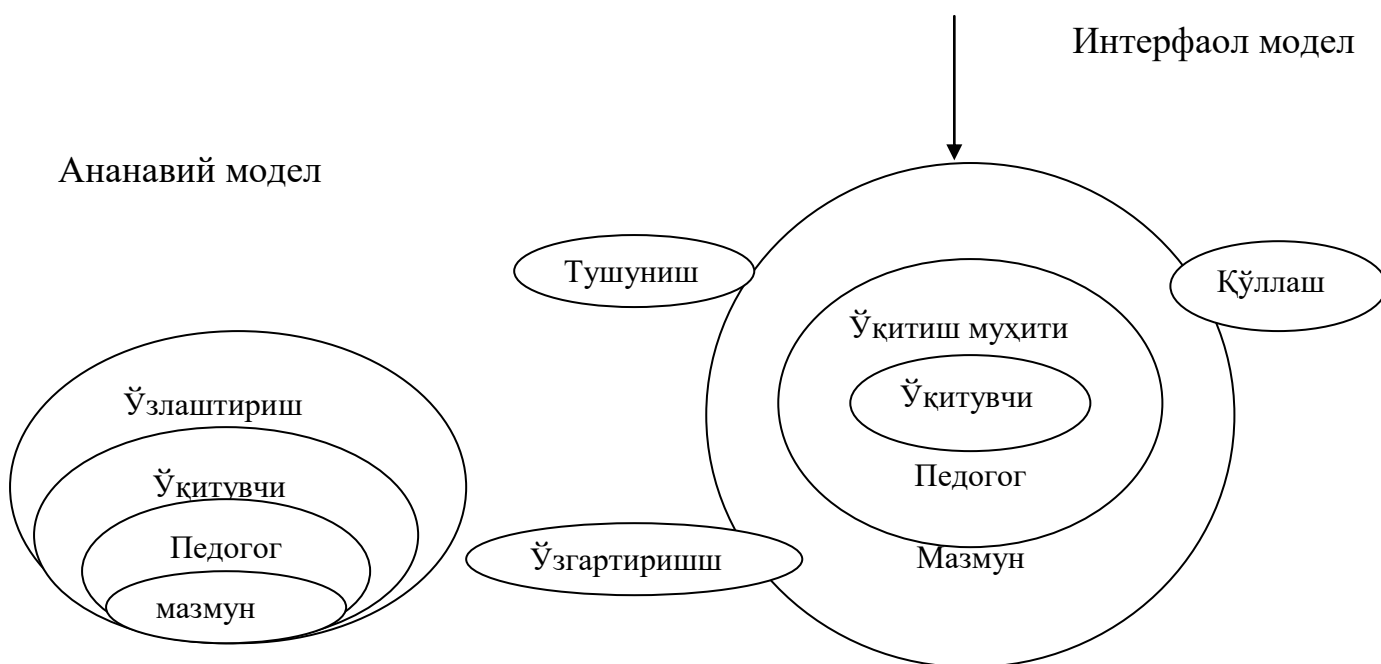 Интерфаол модел
Ананавий модел
Тушуниш
Қўллаш
Ўқитиш муҳити
Ўқитувчи
Педогог
Мазмун
Ўзгартиришш
Ўзлаштириш
Ўқитувчи
Педогог
мазмун